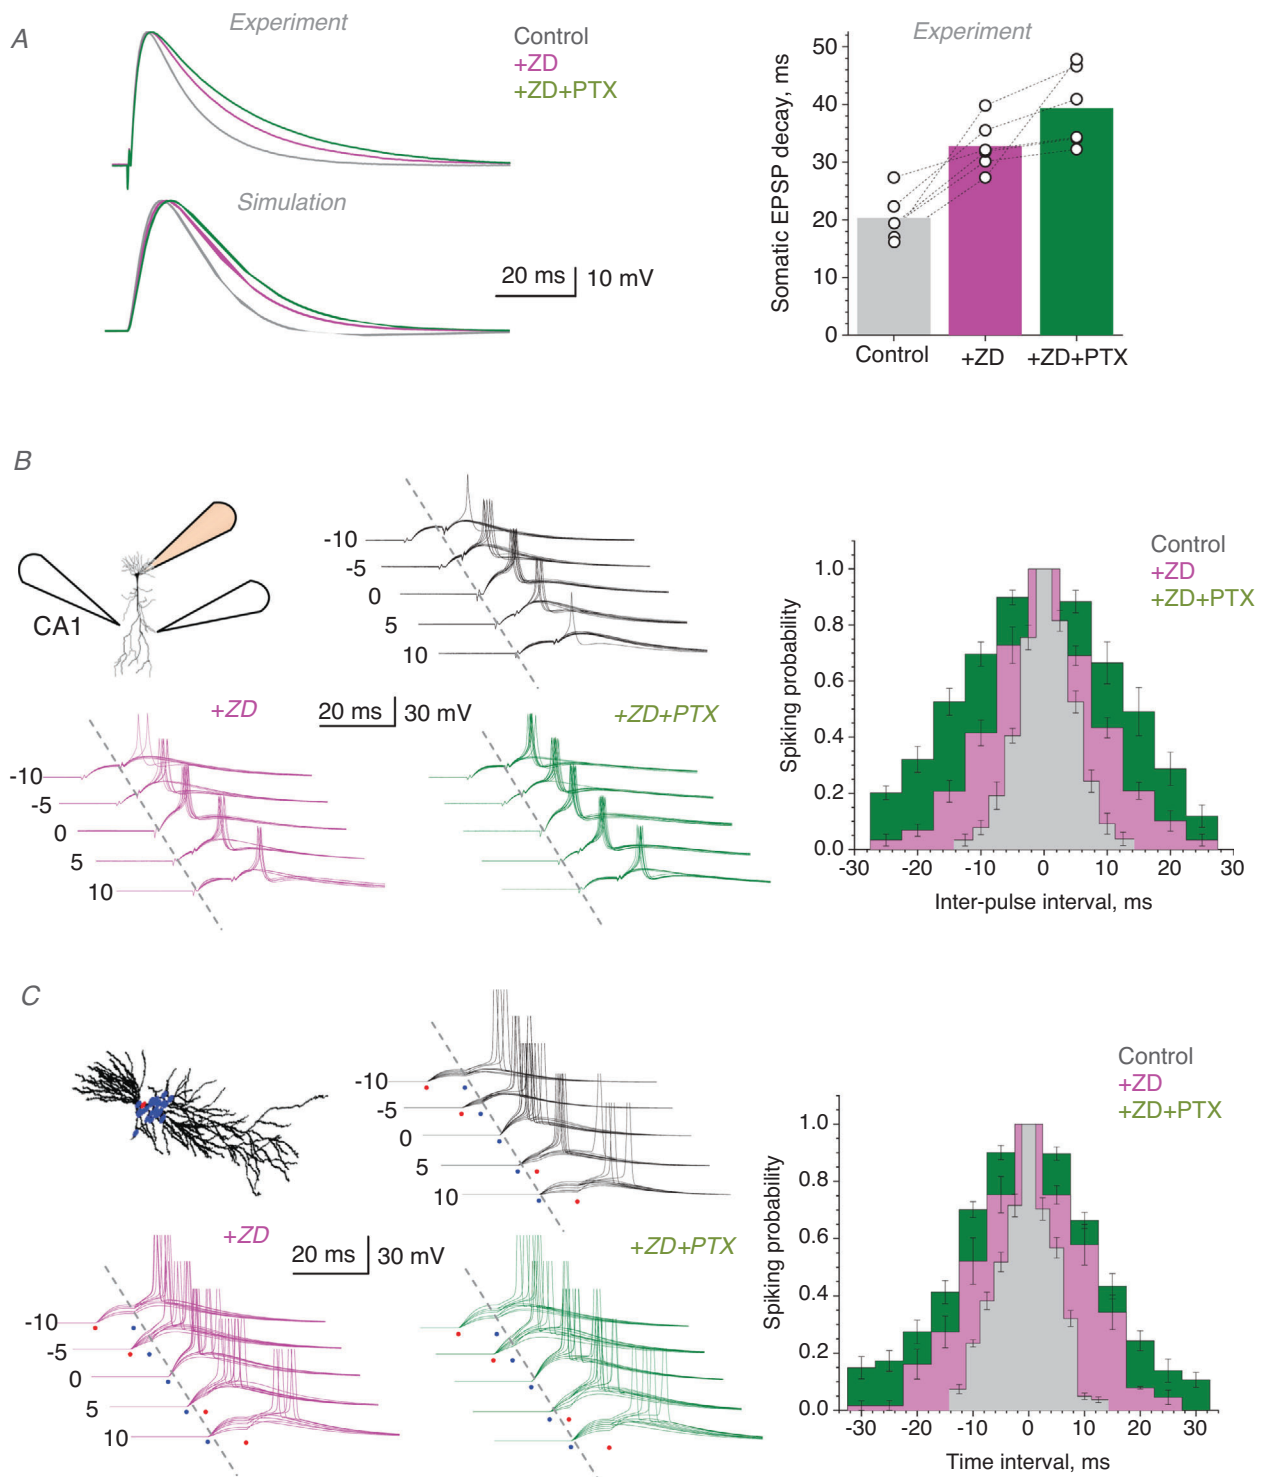 A
Experiment
Control
+ZD
+ZD+PTX
Simulation
20 ms
10 mV
Experiment
Somatic EPSP decay, ms
50
40
30
20
10
0
Control
+ZD
+ZD+PTX
B
CA1
-10
-5
0
5
10
+ZD
20 ms
30 mV
+ZD+PTX
-10
-5
0
5
10
Control
+ZD
+ZD+PTX
Spiking probability
1.0
0.8
0.6
0.4
0.2
0.0
-30 -20 -10 0 10 20 30
Inter-pulse interval, ms
C
-10
-5
0
5
10
+ZD
20 ms
30 mV
+ZD+PTX
-10
-5
0
5
10
Control
+ZD
+ZD+PTX
Spiking probability
1.0
0.8
0.6
0.4
0.2
0.0
-30 -20 -10 0 10 20 30
Time interval, ms